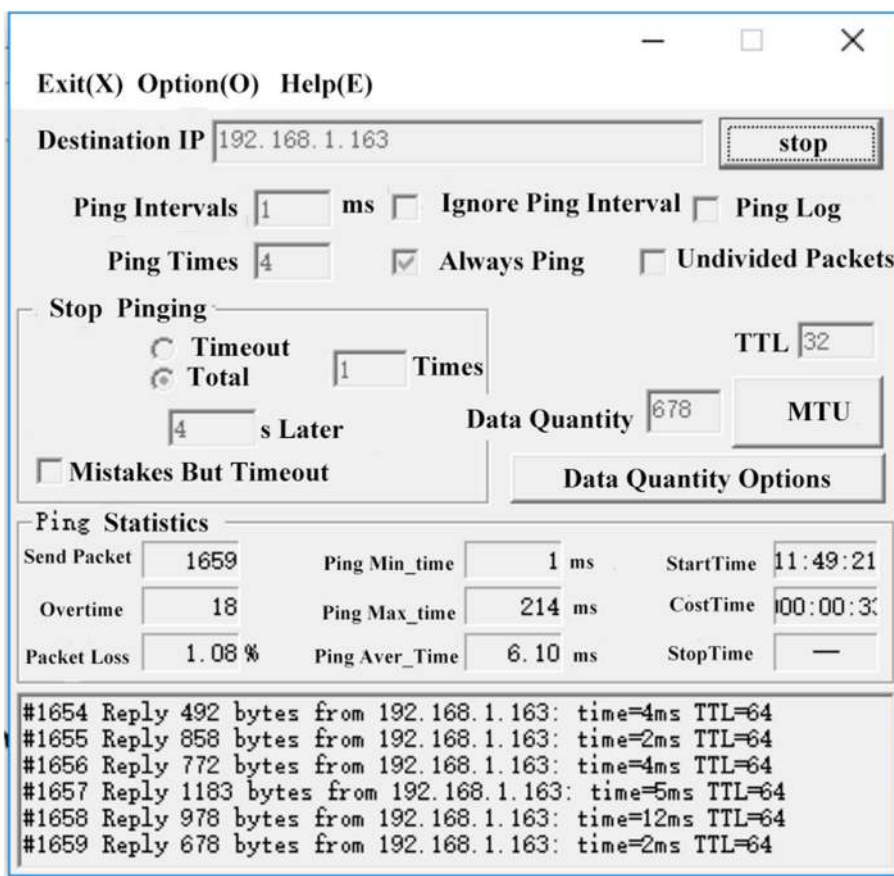 Exit(X) Option(O) Help(E)
Destination IP 192.168.1.163 stop
Ping Intervals 1 ms Ignore Ping Interval Ping Log
Ping Times 4 Always Ping Undivided Packets
Stop Pinging
Timeout
Total 1 Times
TTL 32
4 s Later
Data Quantity 678 MTU
Mistakes But Timeout
Data Quantity Options
Ping Statistics
Send Packet 1659 Ping Min_time 1 ms StartTime 11:49:21
Overtime 18 Ping Max_time 214 ms CostTime 000:00:33
Packet Loss 1.08 % Ping Aver_Time 6.10 ms StopTime —
#1654 Reply 492 bytes from 192.168.1.163: time=4ms TTL=64
#1655 Reply 858 bytes from 192.168.1.163: time=2ms TTL=64
#1656 Reply 772 bytes from 192.168.1.163: time=4ms TTL=64
#1657 Reply 1183 bytes from 192.168.1.163: time=5ms TTL=64
#1658 Reply 978 bytes from 192.168.1.163: time=12ms TTL=64
#1659 Reply 678 bytes from 192.168.1.163: time=2ms TTL=64